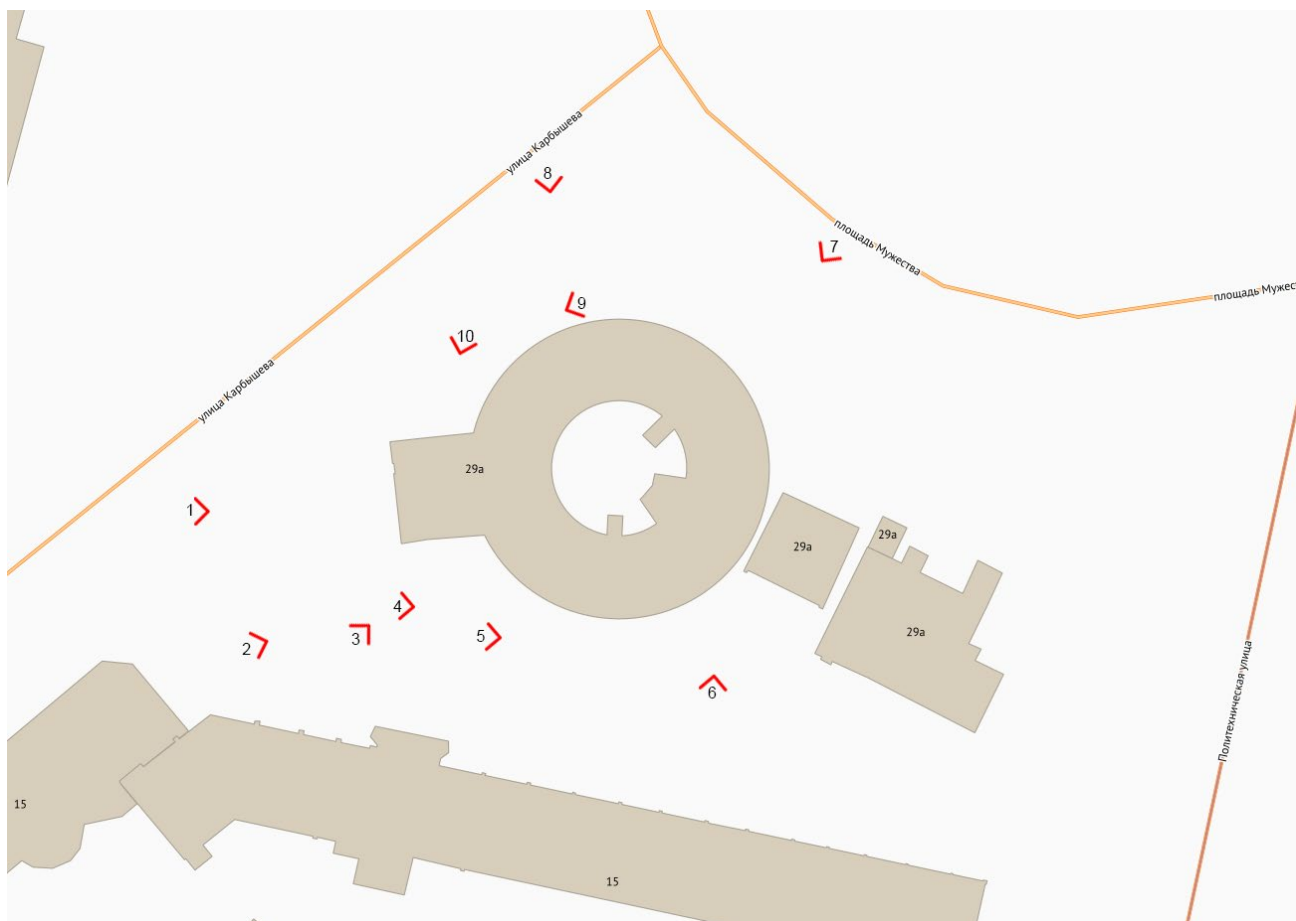 улица Карбышева
8
площадь Мужества
7
площадь Мужест
9
10
улица Карбышева
29а
1
29а
29а
4
3
2
5
29а
6
Политехническая улица
15
15